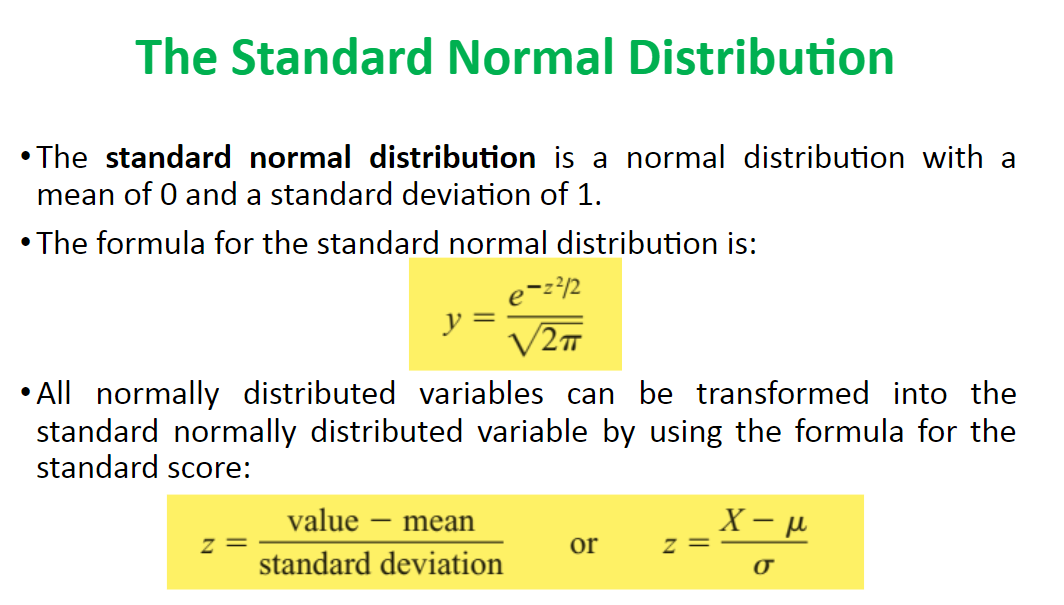 The Standard Normal Distribution
•The standard normal distribution is a normal distribution with a
mean of 0 and a standard deviation of 1.
•The formula for the standard normal distribution is:
y = e^{−z²/2} / √(2π)
•All normally distributed variables can be transformed into the
standard normally distributed variable by using the formula for the
standard score:
z = (value − mean) / (standard deviation) or z = (X − μ) / σ